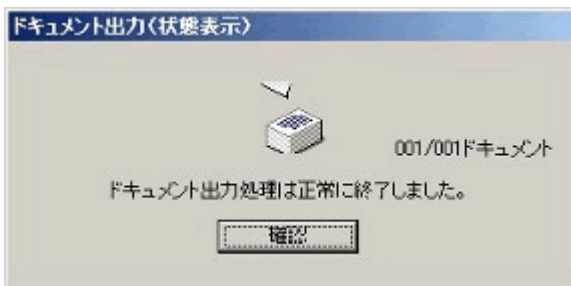 ドキュメント出力(状態表示)
001/001ドキュメント
ドキュメント出力処理は正常に終了しました。
確認